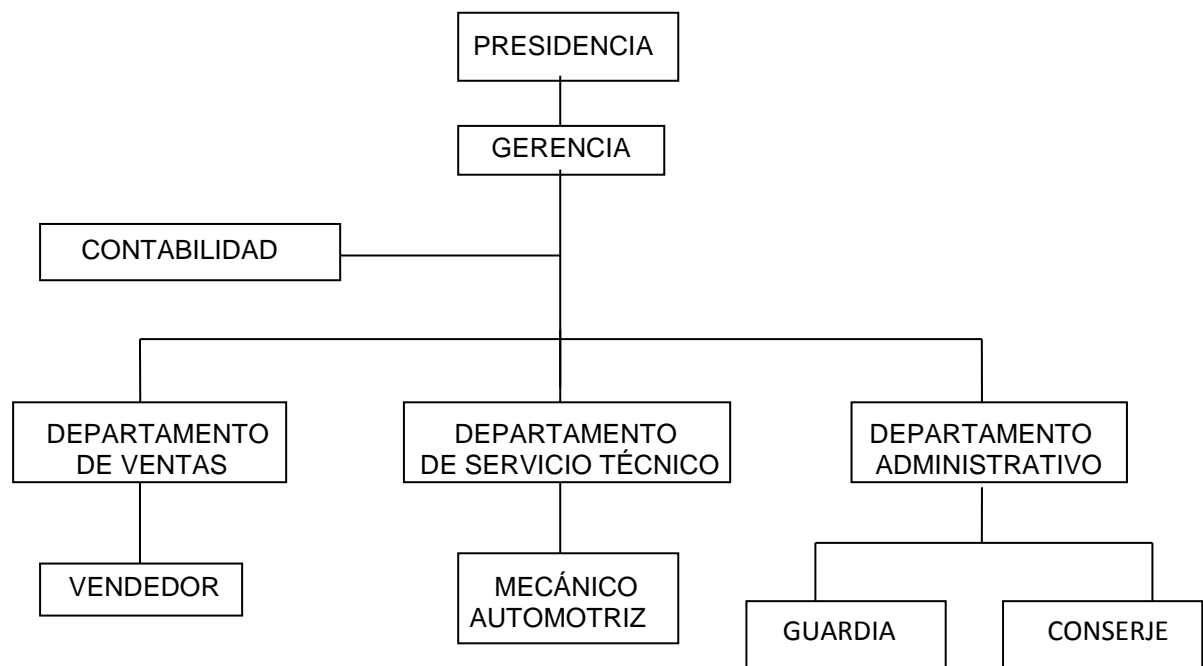 PRESIDENCIA
GERENCIA
CONTABILIDAD
DEPARTAMENTO
DE VENTAS
DEPARTAMENTO
DE SERVICIO TÉCNICO
DEPARTAMENTO
ADMINISTRATIVO
VENDEDOR
MECÁNICO
AUTOMOTRIZ
GUARDIA
CONSERJE